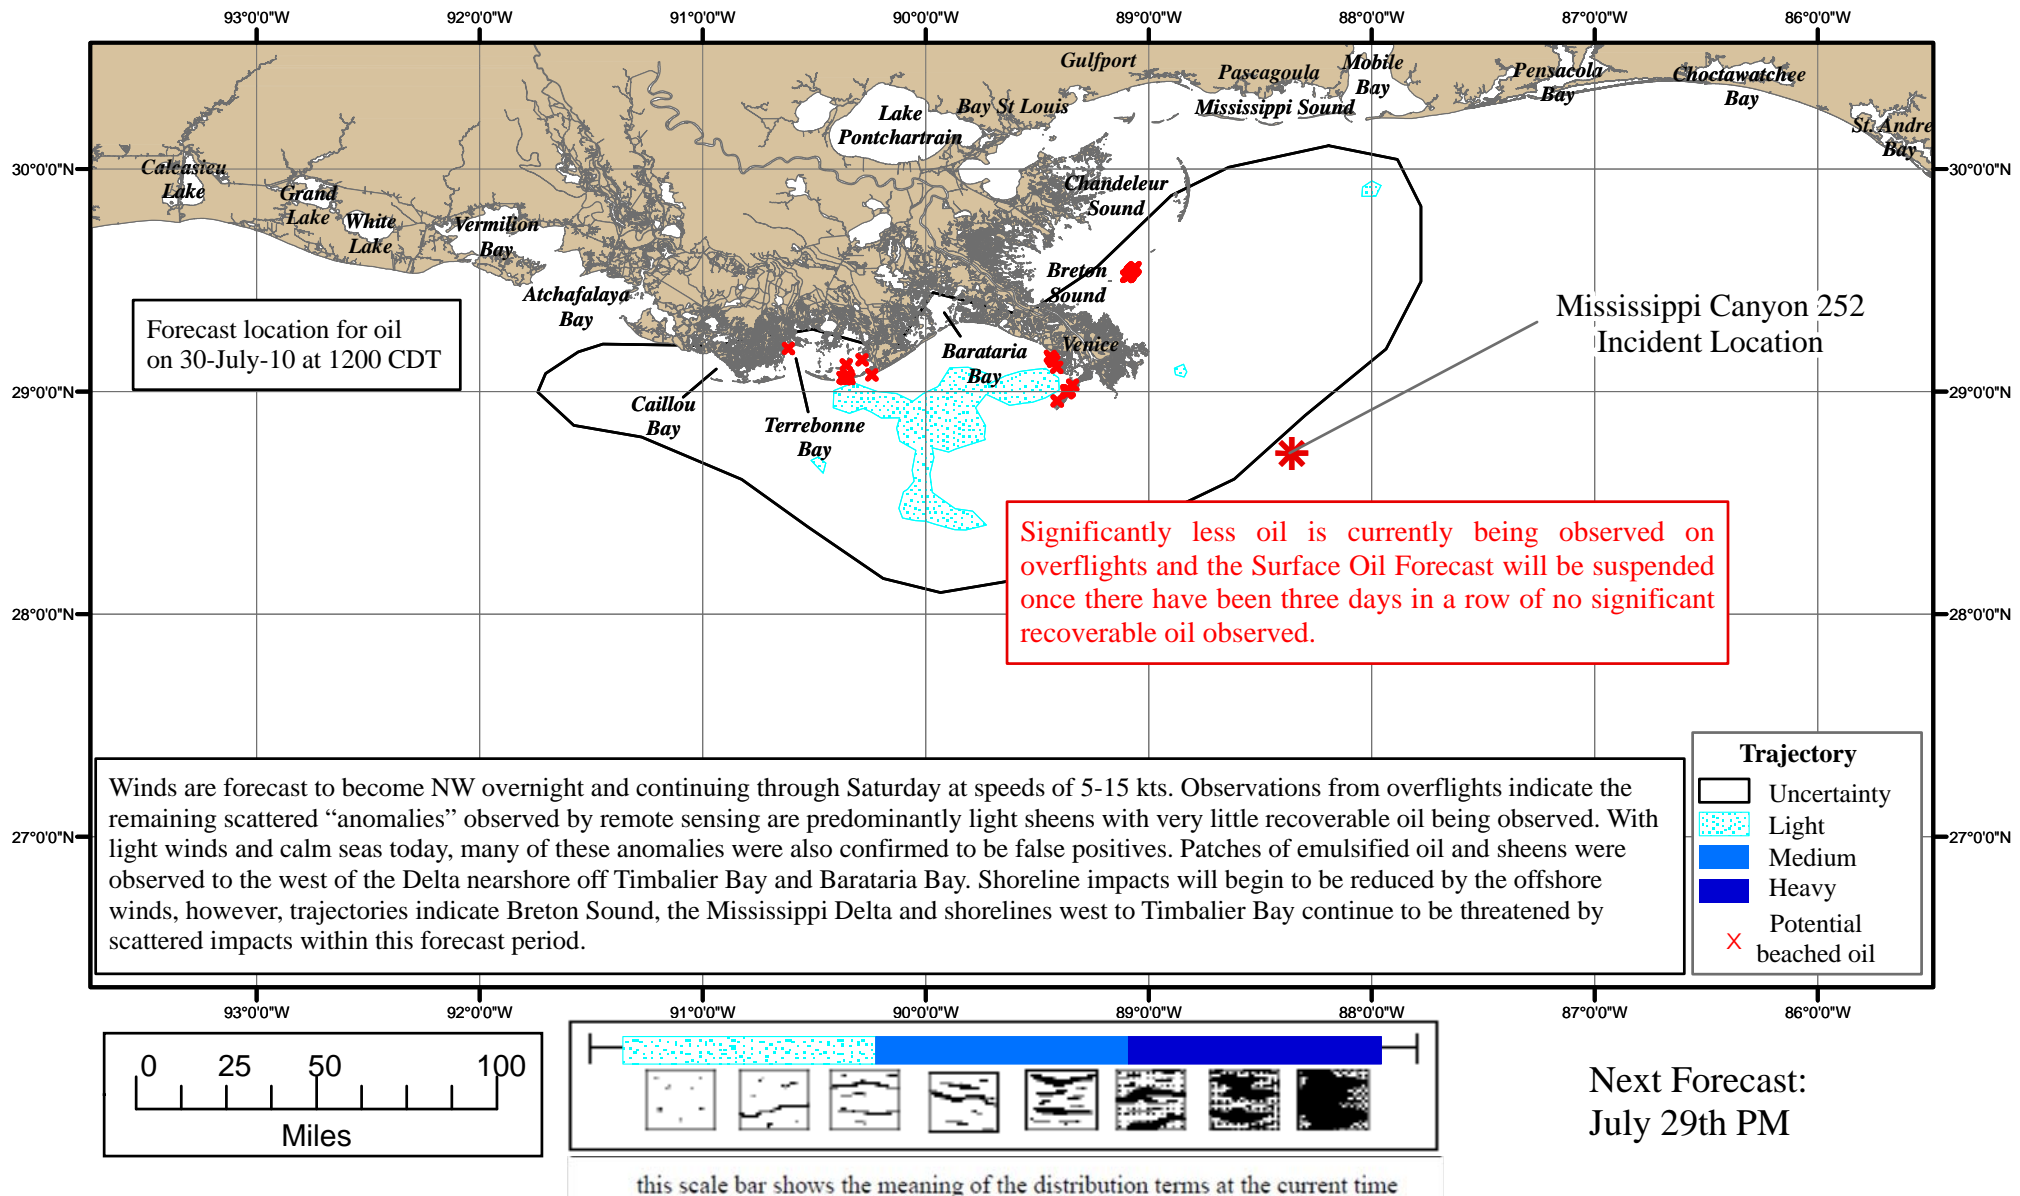 93°0'0"W
92°0'0"W
91°0'0"W
90°0'0"W
89°0'0"W
88°0'0"W
87°0'0"W
86°0'0"W
Gulfport
Pascagoula
Mobile
Bay
Pensacola
Bay
Choctawatchee
Bay
St. Andre
Bay
Mississippi Sound
Bay St Louis
Lake
Pontchartrain
30°0'0"N
30°0'0"N
Calcasieu
Lake
Grand
Lake
White
Lake
Vermilion
Bay
Chandeleur
Sound
Breton
Sound
Atchafalaya
Bay
Forecast location for oil
on 30-July-10 at 1200 CDT
Mississippi Canyon 252
Incident Location
Venice
Barataria
Bay
29°0'0"N
29°0'0"N
Caillou
Bay
Terrebonne
Bay
Significantly less oil is currently being observed on
overflights and the Surface Oil Forecast will be suspended
once there have been three days in a row of no significant
recoverable oil observed.
28°0'0"N
28°0'0"N
Winds are forecast to become NW overnight and continuing through Saturday at speeds of 5-15 kts. Observations from overflights indicate the
remaining scattered “anomalies” observed by remote sensing are predominantly light sheens with very little recoverable oil being observed. With
light winds and calm seas today, many of these anomalies were also confirmed to be false positives. Patches of emulsified oil and sheens were
observed to the west of the Delta nearshore off Timbalier Bay and Barataria Bay. Shoreline impacts will begin to be reduced by the offshore
winds, however, trajectories indicate Breton Sound, the Mississippi Delta and shorelines west to Timbalier Bay continue to be threatened by
scattered impacts within this forecast period.
27°0'0"N
27°0'0"N
Trajectory
Uncertainty
Light
Medium
Heavy
Potential
beached oil
93°0'0"W
92°0'0"W
91°0'0"W
90°0'0"W
89°0'0"W
88°0'0"W
87°0'0"W
86°0'0"W
0 25 50 100
Miles
Next Forecast:
July 29th PM
this scale bar shows the meaning of the distribution terms at the current time